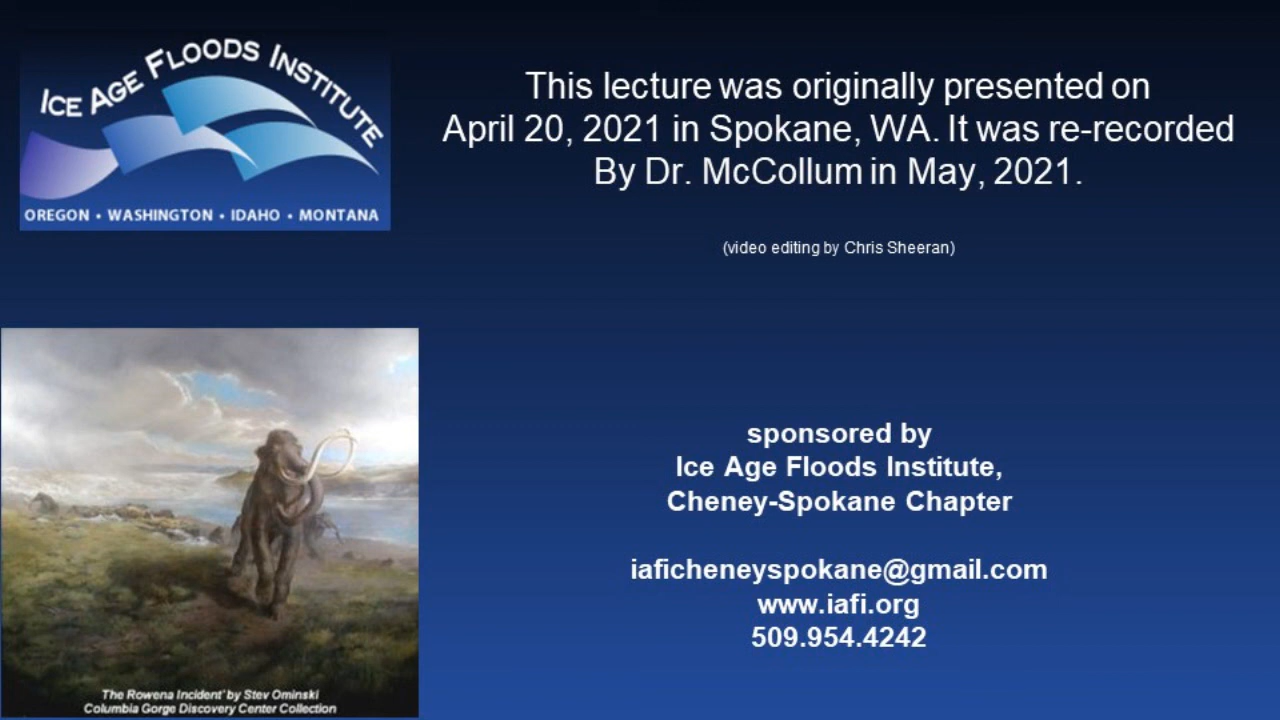 ICE AGE FLOODS INSTITUTE
OREGON • WASHINGTON • IDAHO • MONTANA
This lecture was originally presented on
April 20, 2021 in Spokane, WA. It was re-recorded
By Dr. McCollum in May, 2021.
(video editing by Chris Sheeran)
sponsored by
Ice Age Floods Institute,
Cheney-Spokane Chapter
iaficheneyspokane@gmail.com
www.iafi.org
509.954.4242
The Rowena Incident' by Stev Ominski
Columbia Gorge Discovery Center Collection